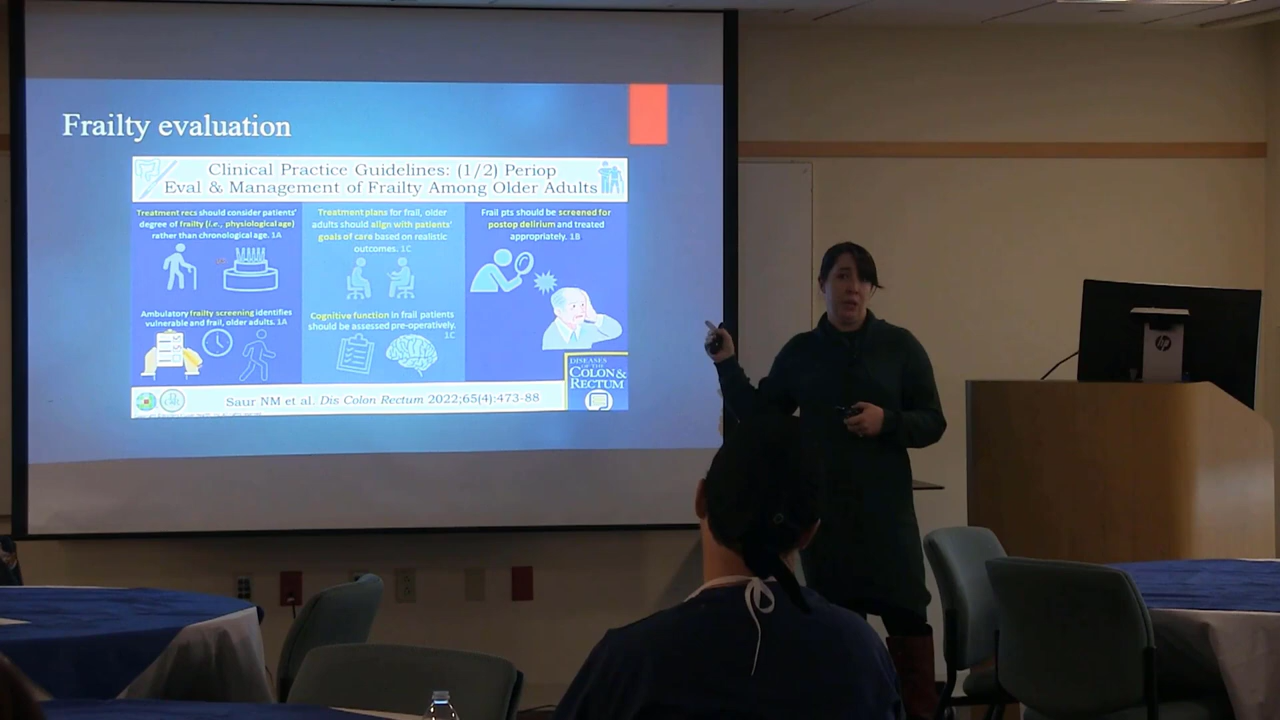 Frailty evaluation
Clinical Practice Guidelines: (1/2) Periop
Eval & Management of Frailty Among Older Adults
Treatment recs should consider patients'
degree of frailty (i.e., physiological age)
rather than chronological age. 1A
Ambulatory frailty screening identifies
vulnerable and frail, older adults. 1A
Treatment plans for frail, older
adults should align with patients'
goals of care based on realistic
outcomes. 1C
Cognitive function in frail patients
should be assessed pre-operatively.
1C
Frail pts should be screened for
postop delirium and treated
appropriately. 1B
DISEASES
OF THE
COLON&
RECTUM
Saur NM et al. Dis Colon Rectum 2022;65(4):473-88
hp